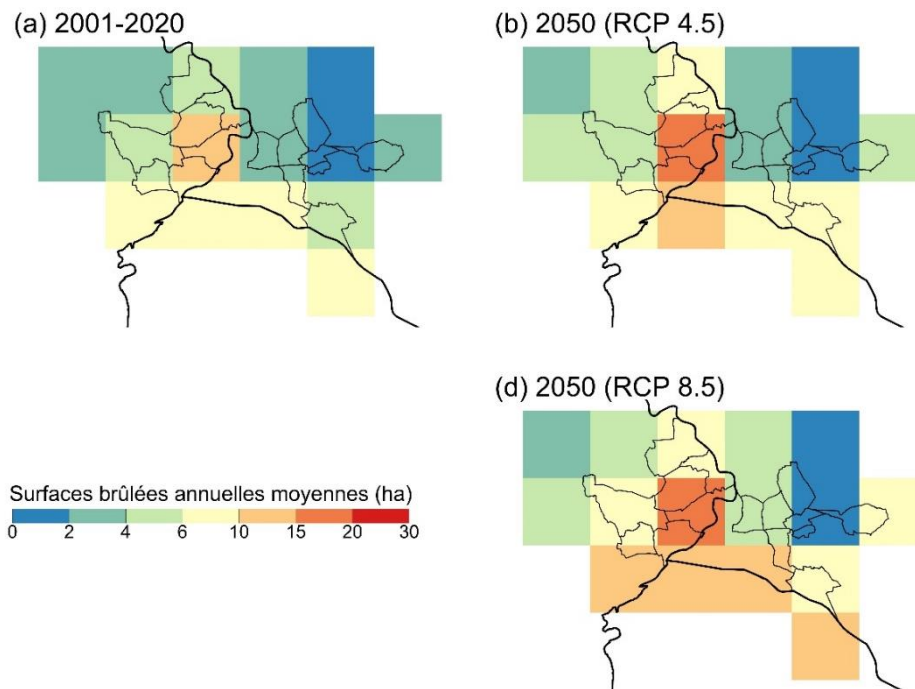 (a) 2001-2020
(b) 2050 (RCP 4.5)
(d) 2050 (RCP 8.5)
Surfaces brûlées annuelles moyennes (ha)
0 2 4 6 10 15 20 30